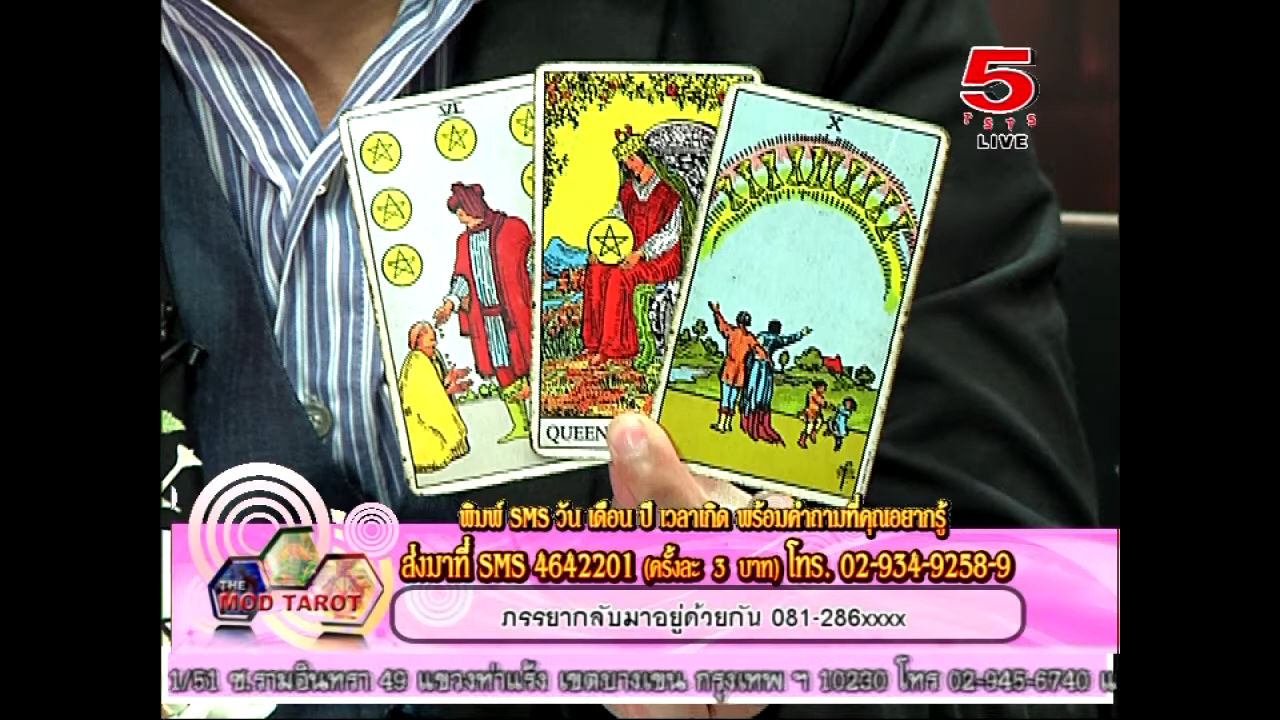 VI
X
QUEEN
5
PSTS
LIVE
พิมพ์ SMS วัน เดือน ปี เวลาเกิด พร้อมคำถามที่คุณอยากรู้
ส่งมาที่ SMS 4642201 (ครั้งละ 3 บาท) โทร. 02-934-9258-9
THE
MOD TAROT
ภรรยากลับมาอยู่ด้วยกัน 081-286xxxx
1/51 ซ.รามอินทรา 49 แขวงท่าแร้ง เขตบางเขน กรุงเทพ ฯ 10230 โทร 02-945-6740